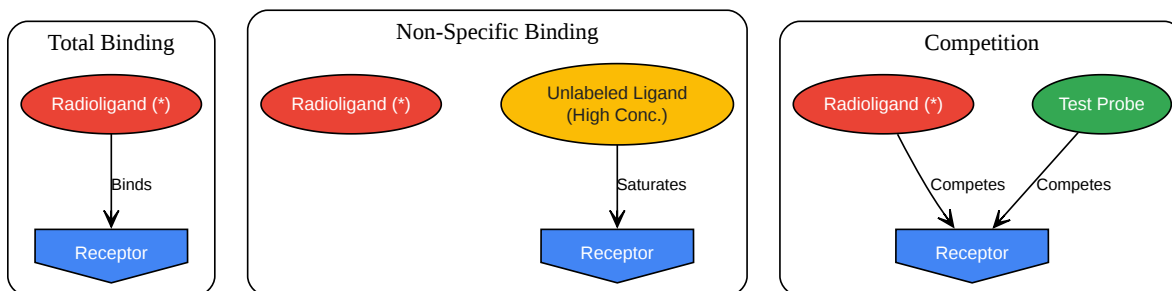 Total Binding
Radioligand (*)
Binds
Receptor
Non-Specific Binding
Radioligand (*)
Unlabeled Ligand
(High Conc.)
Saturates
Receptor
Competition
Radioligand (*)
Test Probe
Competes
Competes
Receptor